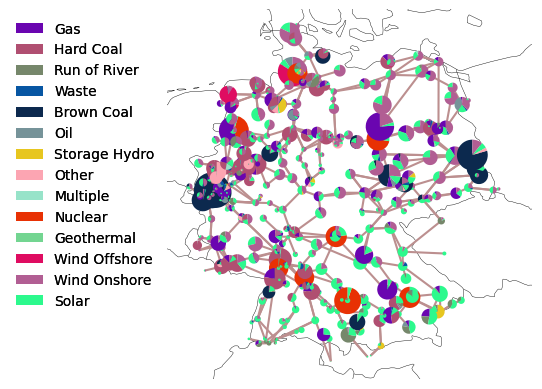 Gas
Hard Coal
Run of River
Waste
Brown Coal
Oil
Storage Hydro
Other
Multiple
Nuclear
Geothermal
Wind Offshore
Wind Onshore
Solar